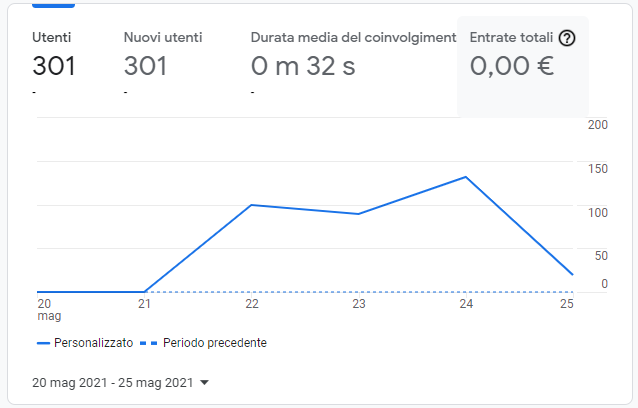 Utenti
301
-
Nuovi utenti
301
-
Durata media del coinvolgiment
0 m 32 s
-
Entrate totali ?
0,00 €
200
150
100
50
0
20
mag
21
22
23
24
25
Personalizzato
Periodo precedente
20 mag 2021 - 25 mag 2021